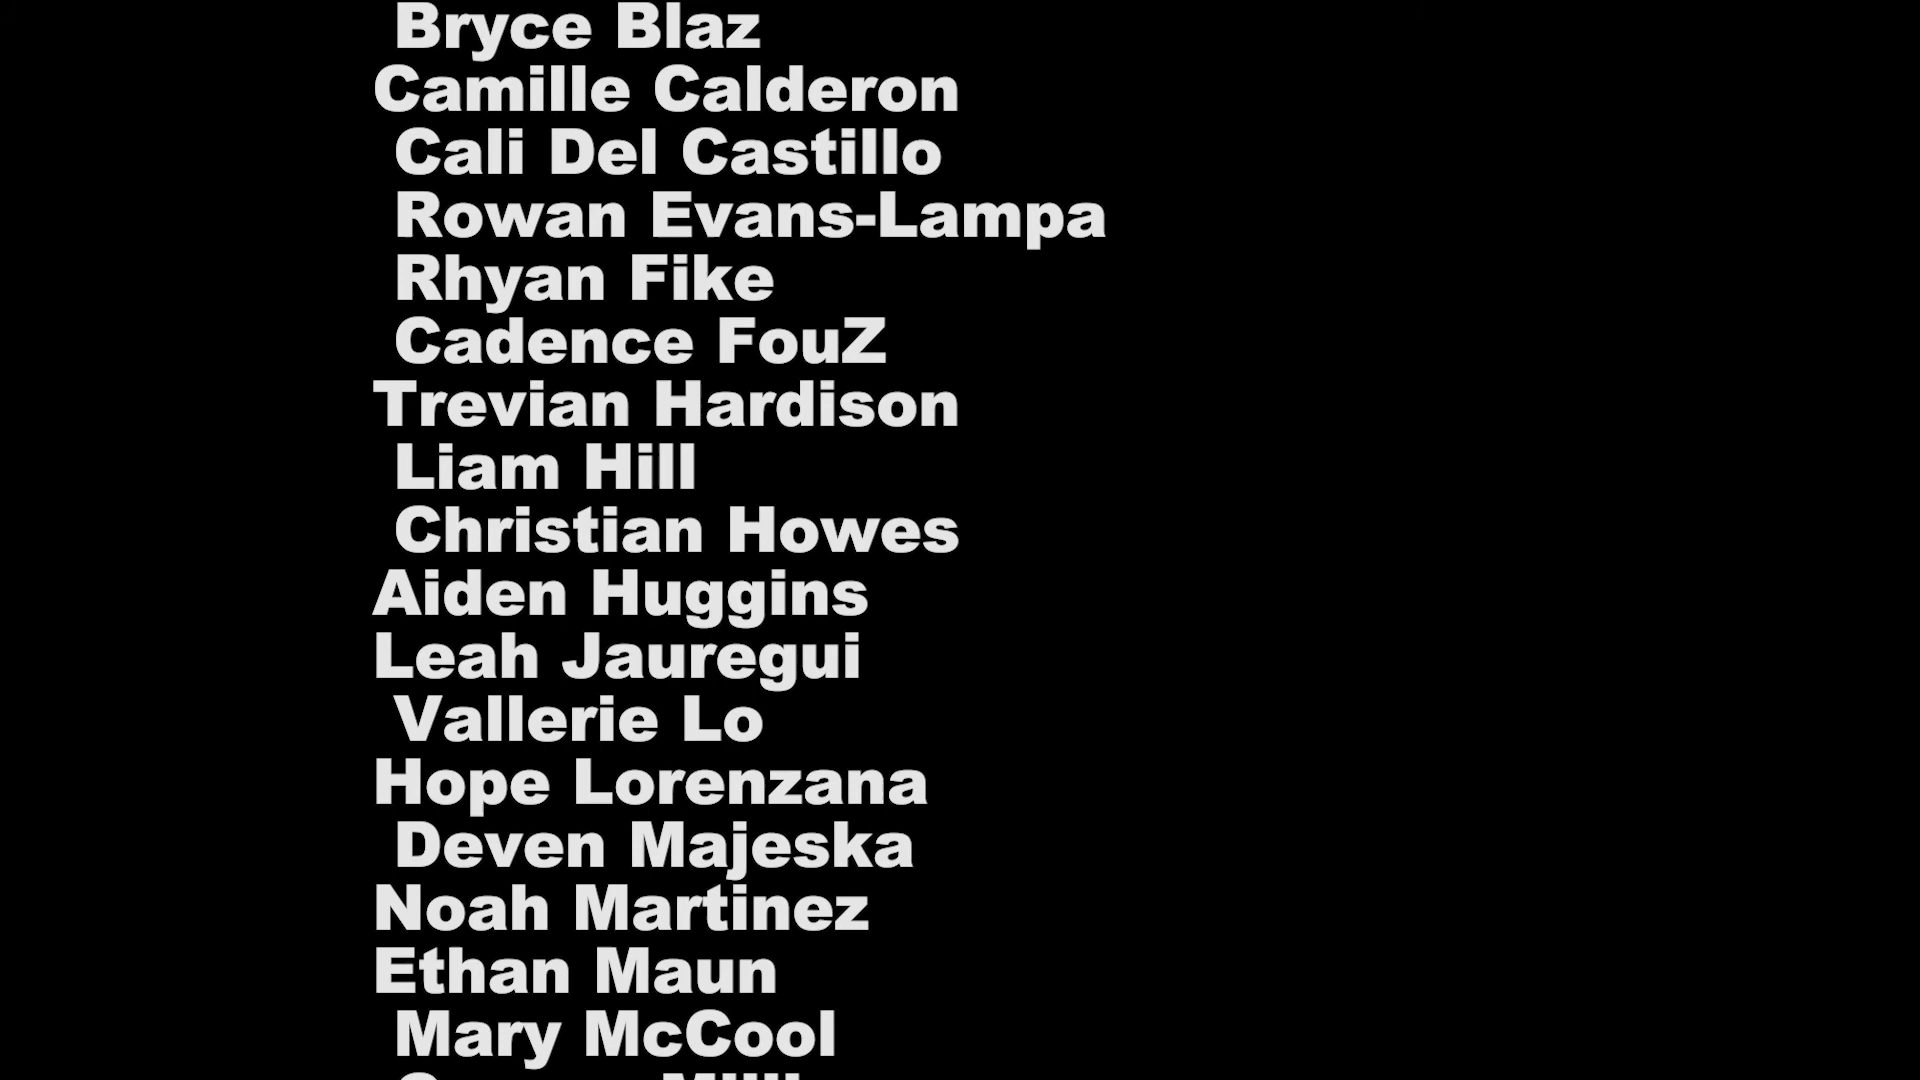 Bryce Blaz
Camille Calderon
Cali Del Castillo
Rowan Evans-Lampa
Rhyan Fike
Cadence FouZ
Trevian Hardison
Liam Hill
Christian Howes
Aiden Huggins
Leah Jauregui
Vallerie Lo
Hope Lorenzana
Deven Majeska
Noah Martinez
Ethan Maun
Mary McCool